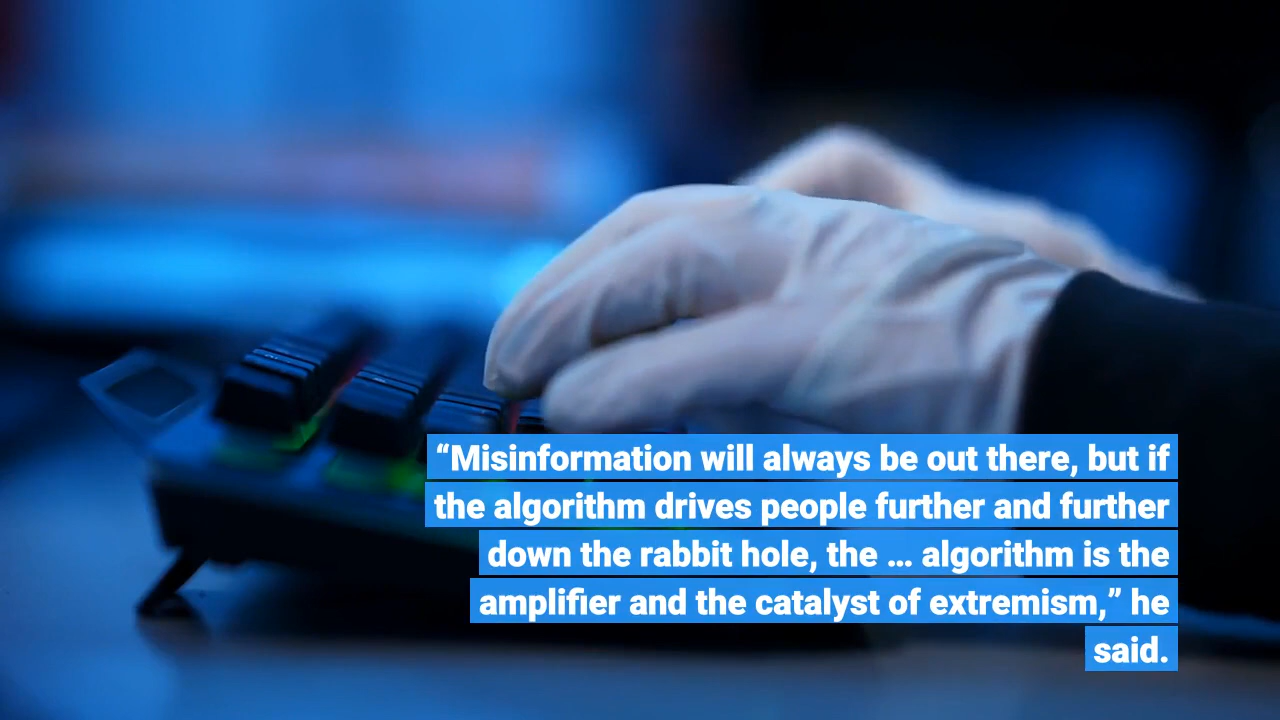 “Misinformation will always be out there, but if
the algorithm drives people further and further
down the rabbit hole, the ... algorithm is the
amplifier and the catalyst of extremism,” he
said.